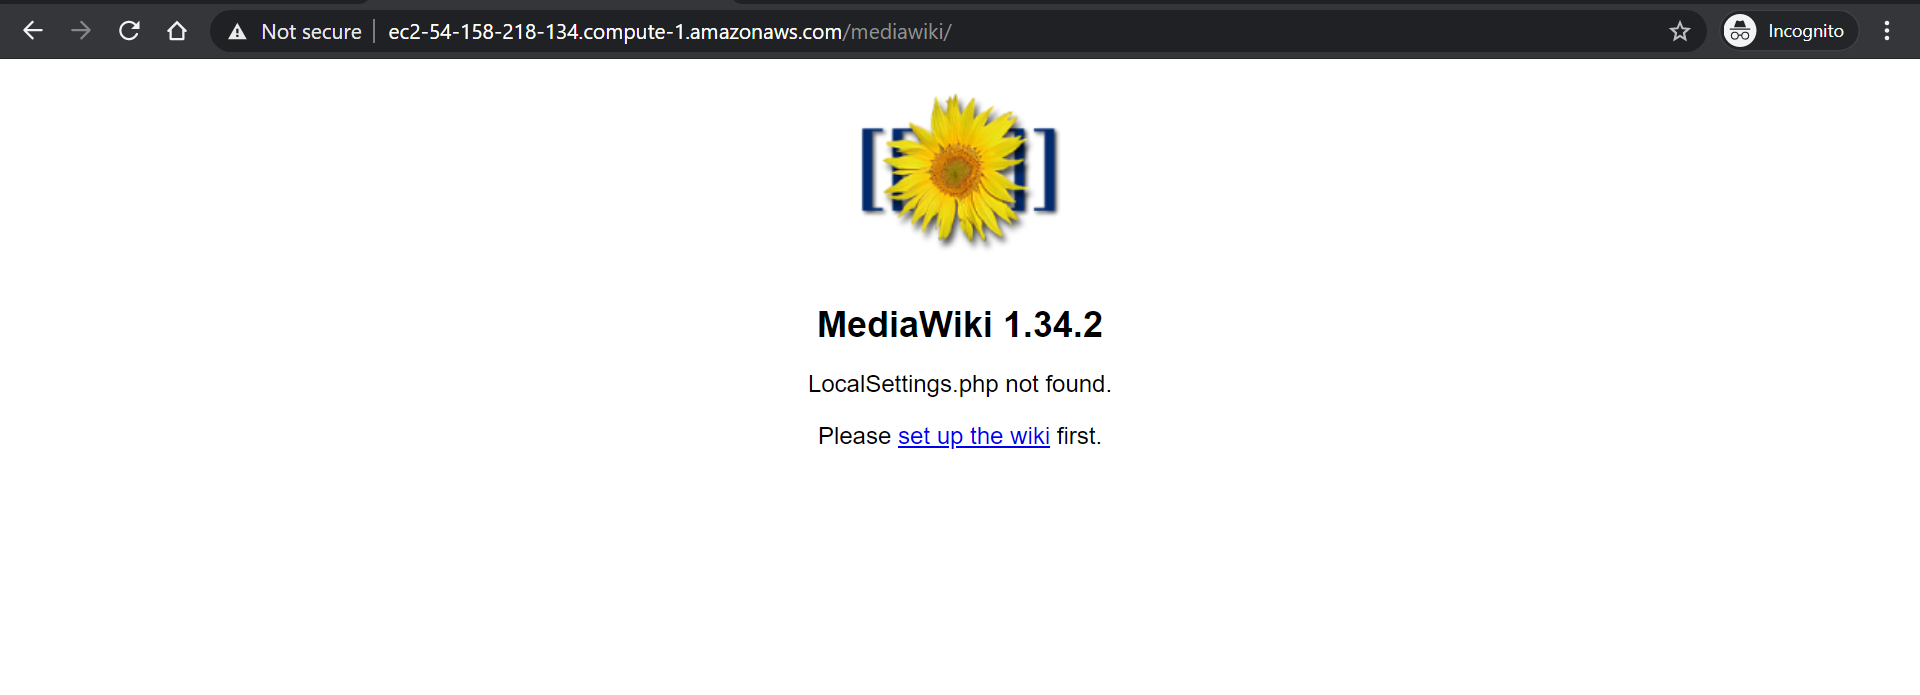 Not secure ec2-54-158-218-134.compute-1.amazonaws.com/mediawiki/ Incognito
MediaWiki 1.34.2
LocalSettings.php not found.
Please set up the wiki first.